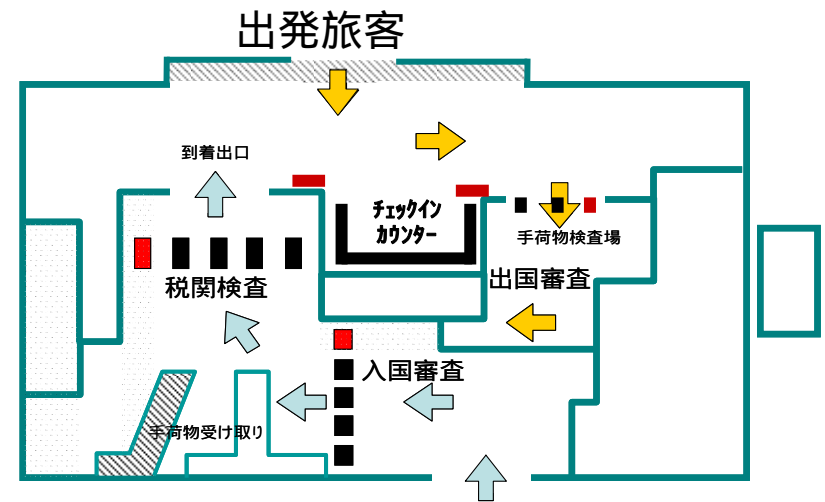 出発旅客
到着出口
チェックイン
カウンター
手荷物検査場
税関検査
出国審査
入国審査
手荷物受け取り